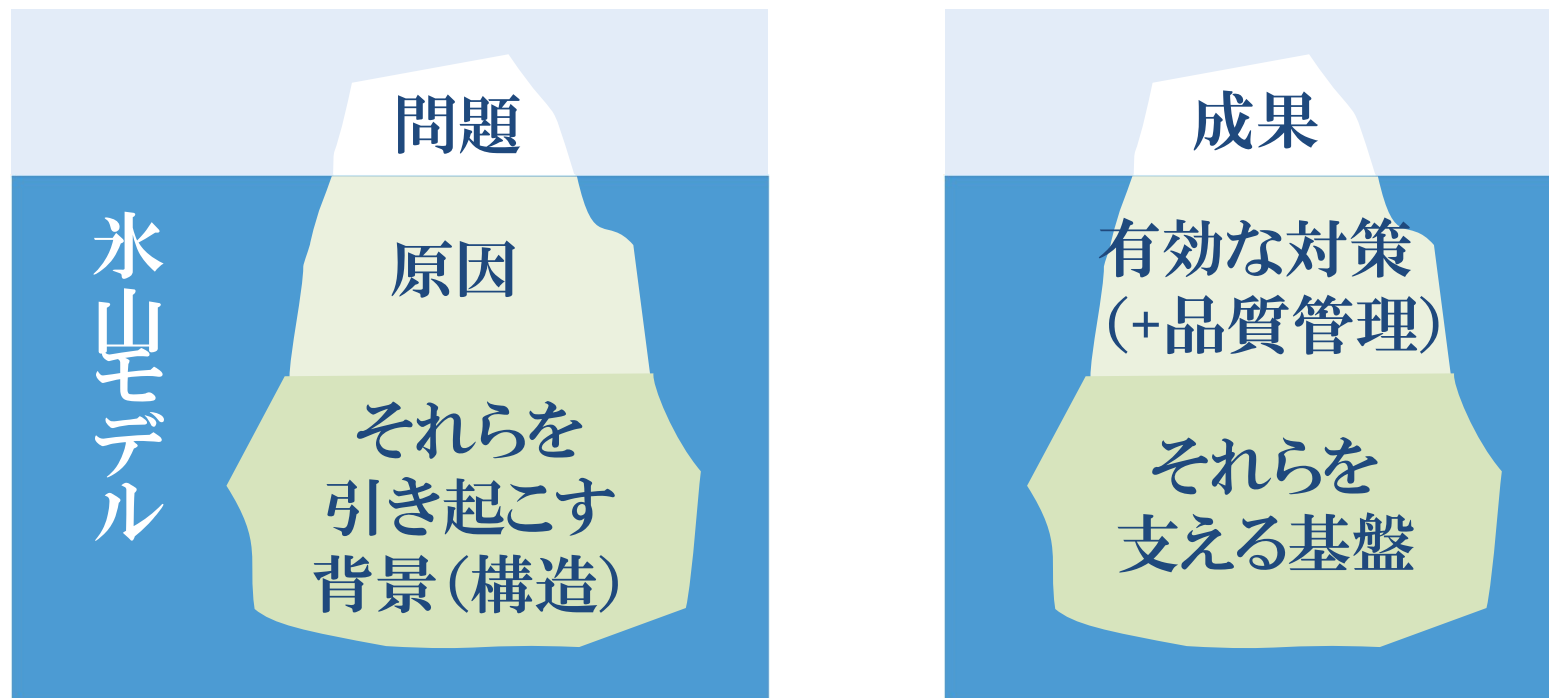 氷山モデル
問題
原因
それらを
引き起こす
背景（構造）
成果
有効な対策
（+品質管理）
それらを
支える基盤